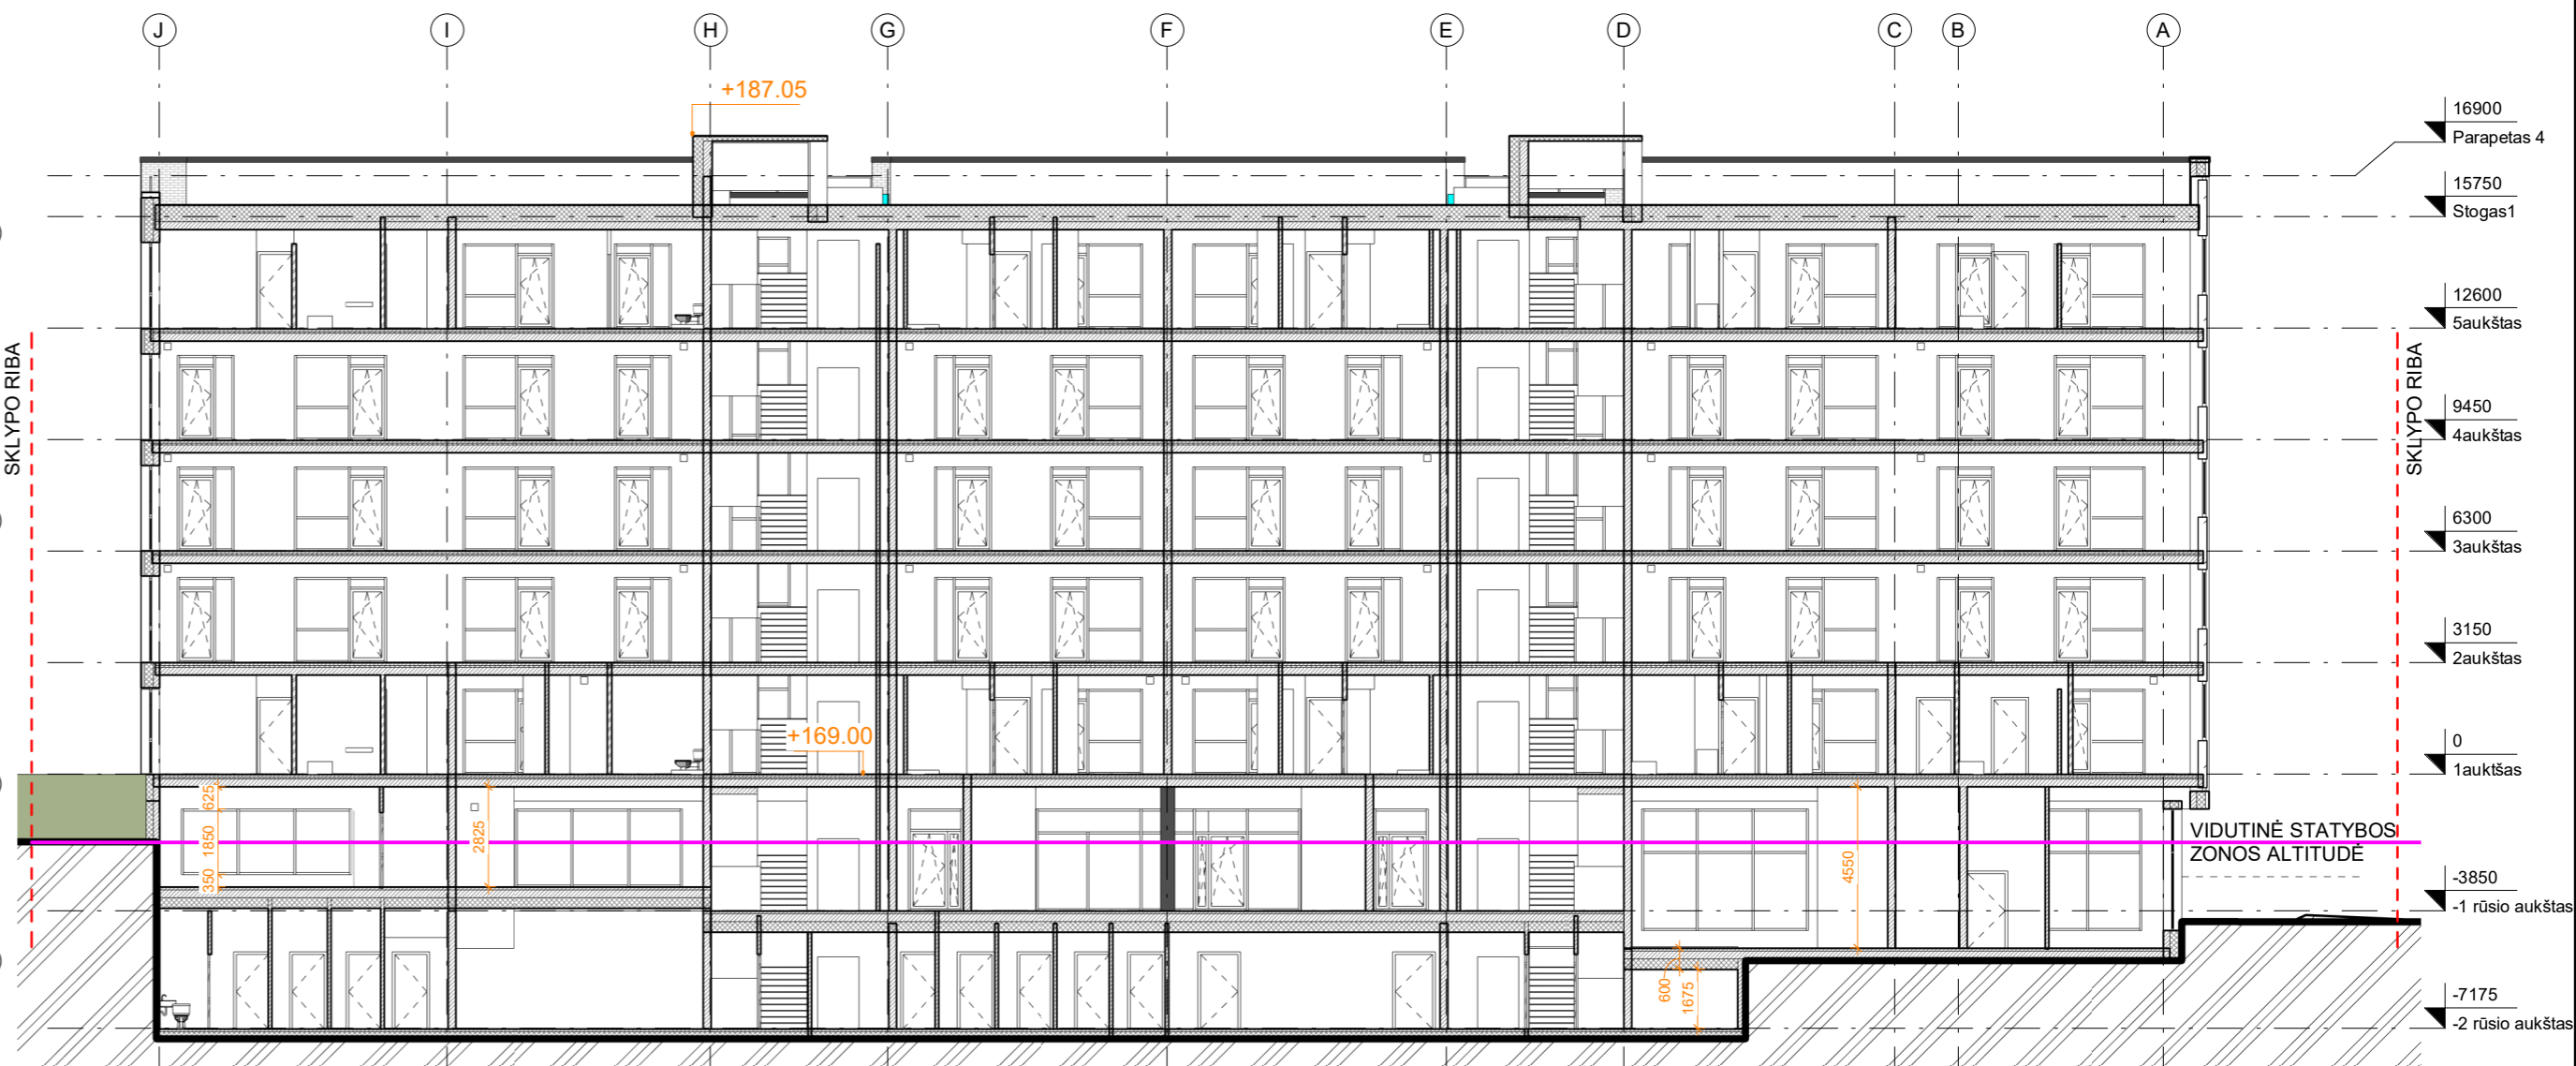 J
I
H
G
F
E
D
C
B
A
+187.05
16900
Parapetas 4
15750
Stogas1
12600
5aukštas
SKLYPO RIBA
SKLYPO RIBA
9450
4aukštas
6300
3aukštas
3150
2aukštas
+169.00
0
1auktšas
625
1850
350
2825
4550
VIDUTINĖ STATYBOS
ZONOS ALTITUDĖ
-3850
-1 rūsio aukštas
600
1675
-7175
-2 rūsio aukštas